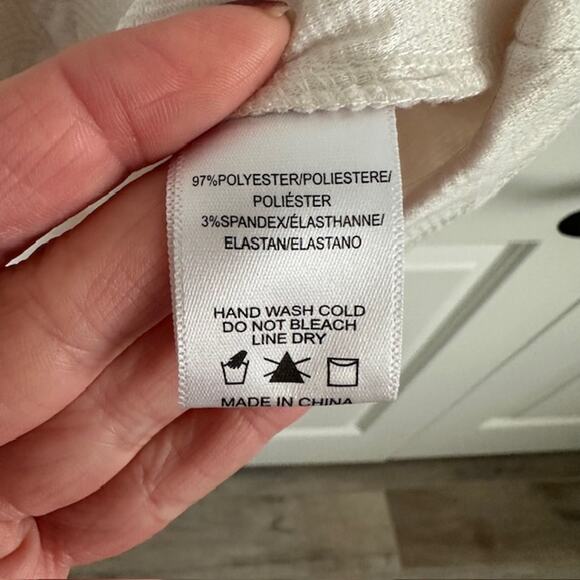 97%POLYESTER/POLIESTERE/
POLIÉSTER
3%SPANDEX/ÉLASTHANNE/
ELASTAN/ELASTANO
HAND WASH COLD
DO NOT BLEACH
LINE DRY
MADE IN CHINA